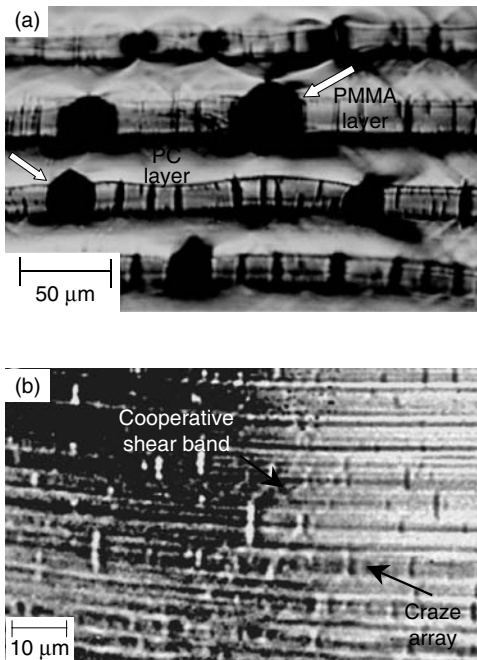 (a)
PMMA
layer
PC
layer
50 μm
(b)
Cooperative
shear band
Craze
array
10 μm